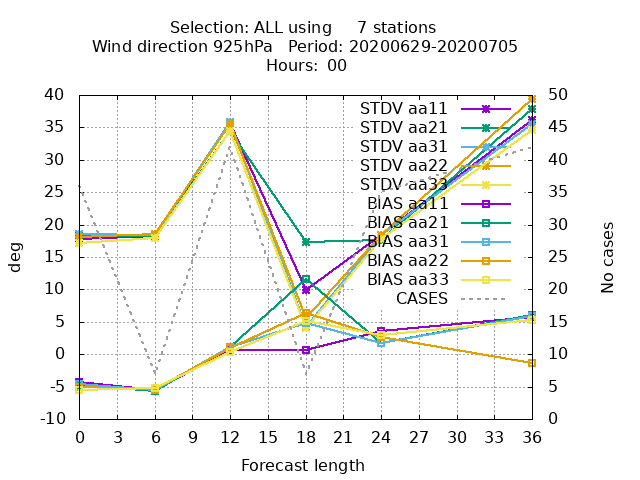 Selection: ALL using     7 stations
Wind direction 925hPa   Period: 20200629-20200705
Hours: 00
40 50
35 45
30 40
25 35
20 30
15 25
10 20
5 15
0 10
-5 5
-10 0
STDV aa11
STDV aa21
STDV aa31
STDV aa22
STDV aa33
BIAS aa11
BIAS aa21
BIAS aa31
BIAS aa22
BIAS aa33
CASES
deg
No cases
0 3 6 9 12 15 18 21 24 27 30 33 36
Forecast length